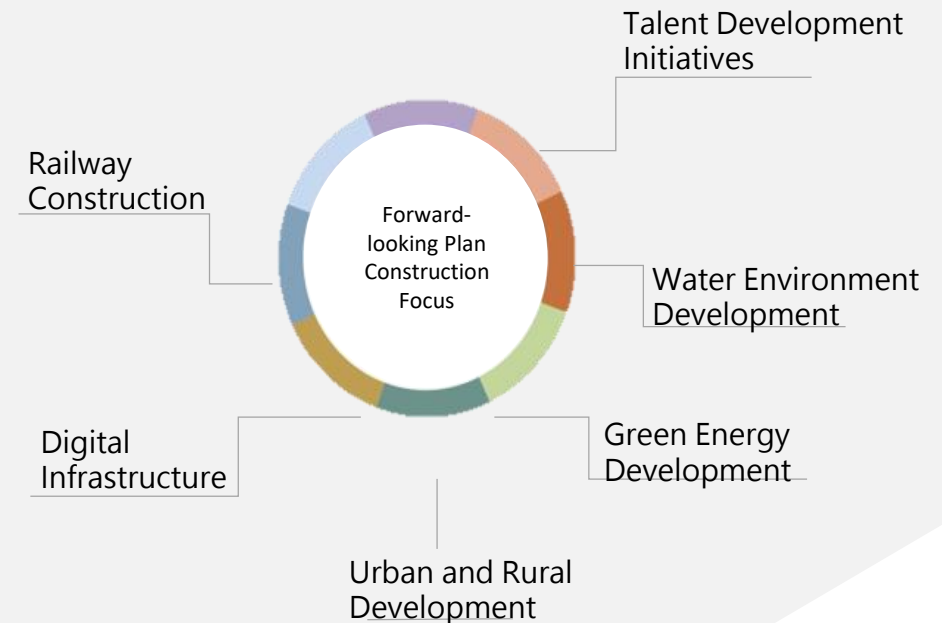 Talent Development
Initiatives
Railway
Construction
Forward-
looking Plan
Construction
Focus
Water Environment
Development
Digital
Infrastructure
Green Energy
Development
Urban and Rural
Development